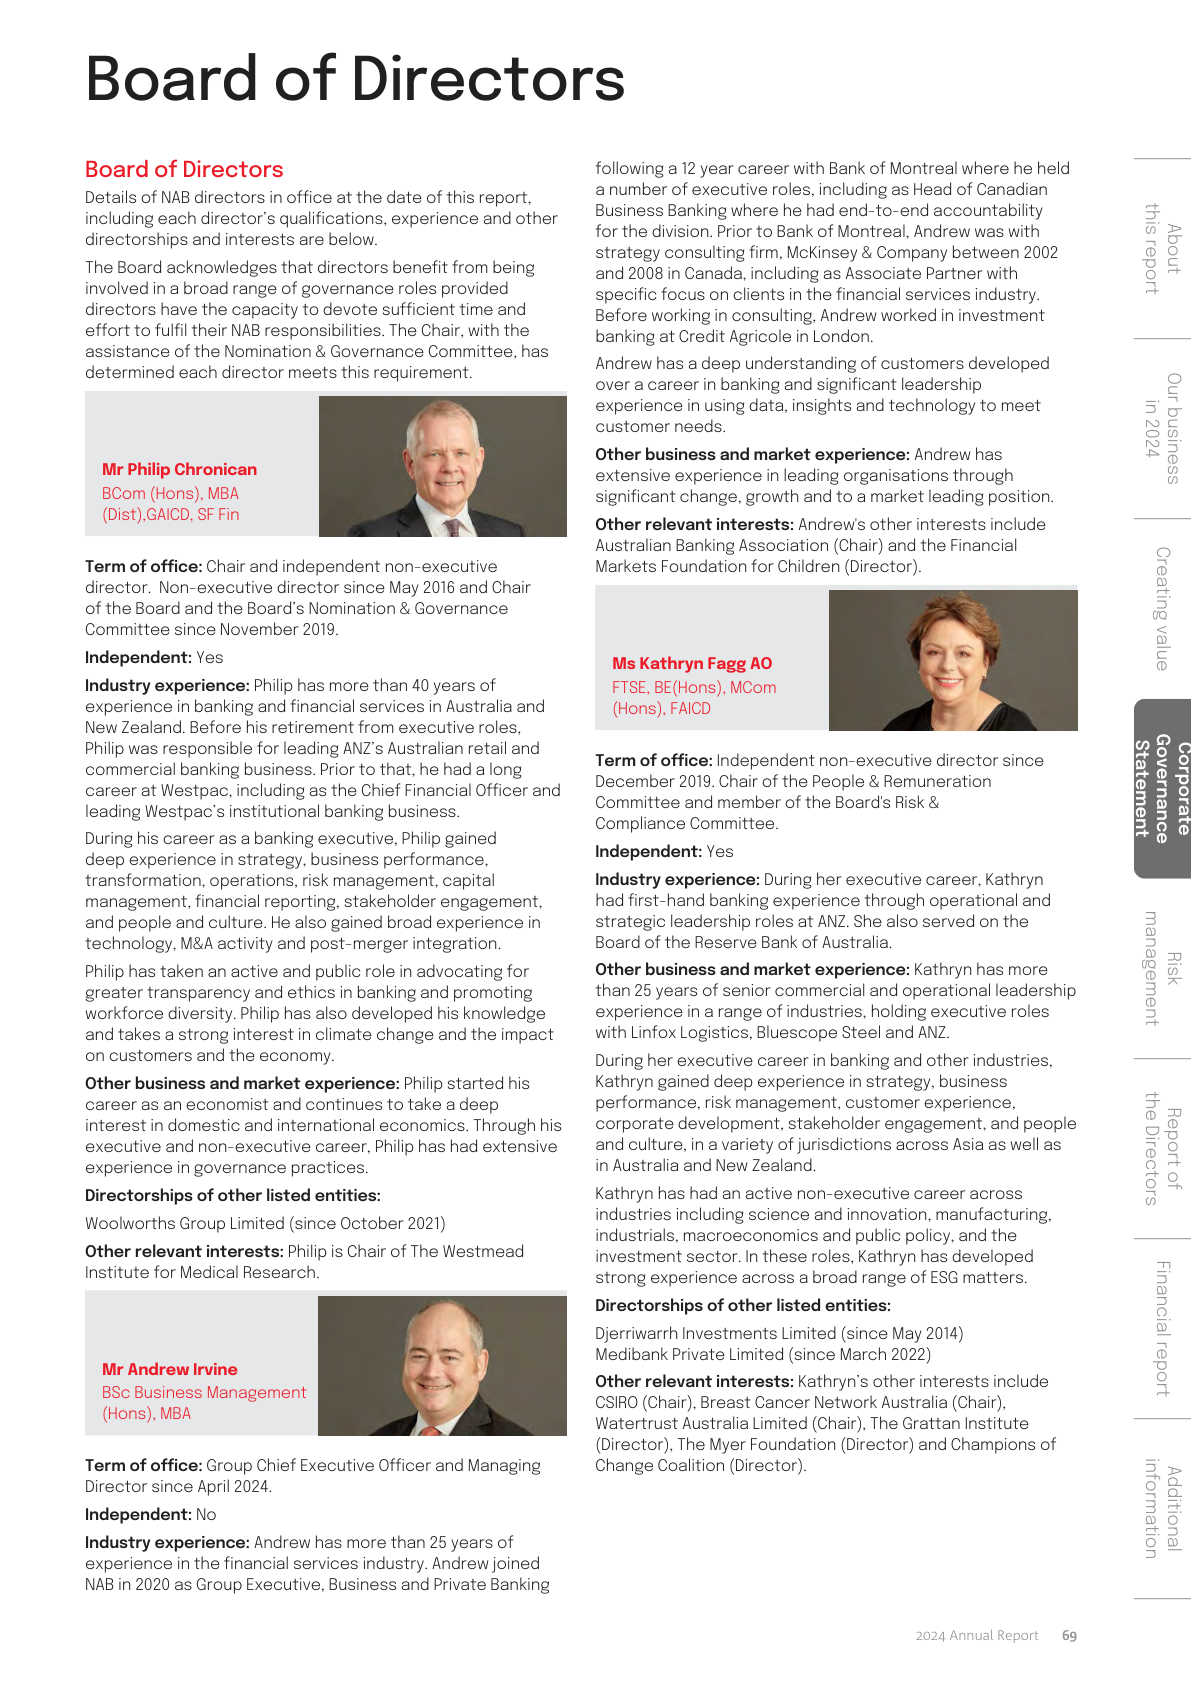 Board of Directors
Board of Directors
Details of NAB directors in office at the date of this report,
including each director's qualifications, experience and other
directorships and interests are below.
The Board acknowledges that directors benefit from being
involved in a broad range of governance roles provided
directors have the capacity to devote sufficient time and
effort to fulfil their NAB responsibilities. The Chair, with the
assistance of the Nomination & Governance Committee, has
determined each director meets this requirement.
Mr Philip Chronican
BCom (Hons), MBA
(Dist),GAICD, SF Fin
Term of office: Chair and independent non-executive
director.  Non-executive director since May 2016 and Chair
of the Board and the Board's Nomination & Governance
Committee since November 2019.
Independent: Yes
Industry experience: Philip has more than 40 years of
experience in banking and financial services in Australia and
New Zealand. Before his retirement from executive roles,
Philip was responsible for leading ANZ's Australian retail and
commercial banking business. Prior to that, he had a long
career at Westpac, including as the Chief Financial Officer and
leading Westpac's institutional banking business.
During his career as a banking executive, Philip gained
deep experience in strategy, business performance,
transformation, operations, risk management, capital
management, financial reporting, stakeholder engagement,
and people and culture. He also gained broad experience in
technology, M&A activity and post-merger integration.
Philip has taken an active and public role in advocating for
greater transparency and ethics in banking and promoting
workforce diversity. Philip has also developed his knowledge
and takes a strong interest in climate change and the impact
on customers and the economy.
Other business and market experience: Philip started his
career as an economist and continues to take a deep
interest in domestic and international economics. Through his
executive and non-executive career, Philip has had extensive
experience in governance practices.
Directorships of other listed entities:
Woolworths Group Limited (since October 2021)
Other relevant interests: Philip is Chair of The Westmead
Institute for Medical Research.
Mr Andrew Irvine
BSc Business Management
(Hons), MBA
Term of office: Group Chief Executive Officer and Managing
Director since April 2024.
Independent: No
Industry experience: Andrew has more than 25 years of
experience in the financial services industry. Andrew joined
NAB in 2020 as Group Executive, Business and Private Banking
following a 12 year career with Bank of Montreal where he held
a number of executive roles, including as Head of Canadian
Business Banking where he had end-to-end accountability
for the division. Prior to Bank of Montreal, Andrew was with
strategy consulting firm, McKinsey & Company between 2002
and 2008 in Canada, including as Associate Partner with
specific focus on clients in the financial services industry.
Before working in consulting, Andrew worked in investment
banking at Credit Agricole in London.
Andrew has a deep understanding of customers developed
over a career in banking and significant leadership
experience in using data, insights and technology to meet
customer needs.
Other business and market experience: Andrew has
extensive experience in leading organisations through
significant change, growth and to a market leading position.
Other relevant interests: Andrew's other interests include
Australian Banking Association (Chair) and the Financial
Markets Foundation for Children (Director).
Ms Kathryn Fagg AO
FTSE, BE(Hons), MCom
(Hons), FAICD
Term of office: Independent non-executive director since
December 2019. Chair of the People & Remuneration
Committee and member of the Board's Risk &
Compliance Committee.
Independent: Yes
Industry experience: During her executive career, Kathryn
had first-hand banking experience through operational and
strategic leadership roles at ANZ. She also served on the
Board of the Reserve Bank of Australia.
Other business and market experience: Kathryn has more
than 25 years of senior commercial and operational leadership
experience in a range of industries, holding executive roles
with Linfox Logistics, Bluescope Steel and ANZ.
During her executive career in banking and other industries,
Kathryn gained deep experience in strategy, business
performance, risk management, customer experience,
corporate development, stakeholder engagement, and people
and culture, in a variety of jurisdictions across Asia as well as
in Australia and New Zealand.
Kathryn has had an active non-executive career across
industries including science and innovation, manufacturing,
industrials, macroeconomics and public policy, and the
investment sector. In these roles, Kathryn has developed
strong experience across a broad range of ESG matters.
Directorships of other listed entities:
Djerriwarrh Investments Limited (since May 2014)
Medibank Private Limited (since March 2022)
Other relevant interests: Kathryn's other interests include
CSIRO (Chair), Breast Cancer Network Australia (Chair),
Watertrust Australia Limited (Chair), The Grattan Institute
(Director), The Myer Foundation (Director) and Champions of
Change Coalition (Director).
About
this report
Our business
in 2024
Creating value
Corporate
Governance
Statement
Risk
management
Report of
the Directors
Financial report
Additional
information
2024 Annual Report 69